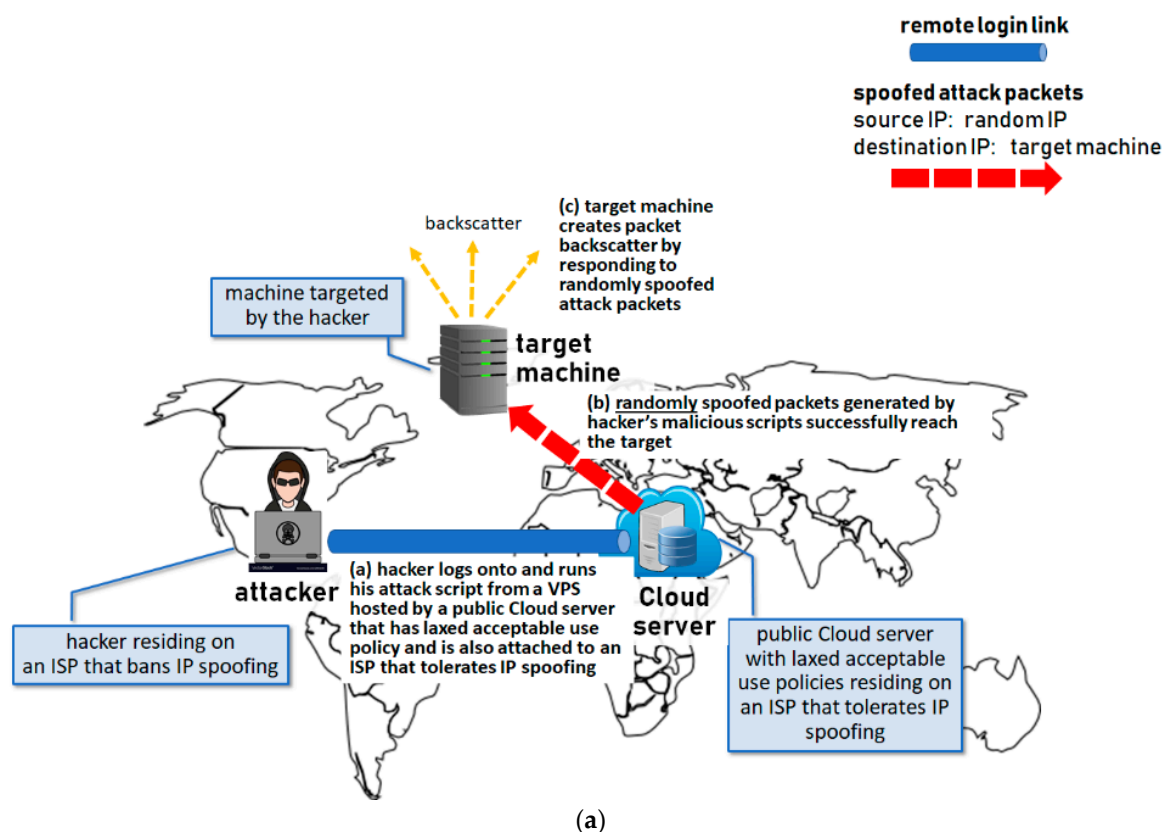 remote login link
spoofed attack packets
source IP: random IP
destination IP: target machine
backscatter
(c) target machine
creates packet
backscatter by
responding to
randomly spoofed
attack packets
machine targeted
by the hacker
target
machine
(b) randomly spoofed packets generated by
hacker's malicious scripts successfully reach
the target
attacker
(a) hacker logs onto and runs
his attack script from a VPS
hosted by a public Cloud server
that has laxed acceptable use
policy and is also attached to an
ISP that tolerates IP spoofing
Cloud
server
hacker residing on
an ISP that bans IP spoofing
public Cloud server
with laxed acceptable
use policies residing on
an ISP that tolerates IP
spoofing
(a)